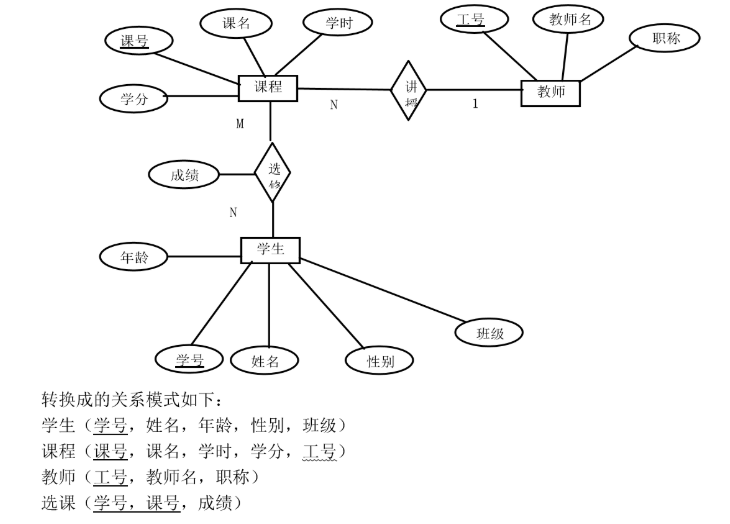 课名
学时
工号
教师名
课号
职称
学分
课程
N
讲授
1
教师
M
成绩
选修
N
年龄
学生
班级
学号
姓名
性别
转换成的关系模式如下：
学生（学号，姓名，年龄，性别，班级）
课程（课号，课名，学时，学分，工号）
教师（工号，教师名，职称）
选课（学号，课号，成绩）